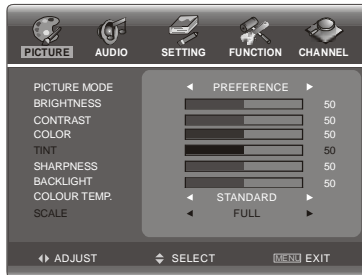 PICTURE AUDIO SETTING FUNCTION CHANNEL
PICTURE MODE PREFERENCE
BRIGHTNESS 50
CONTRAST 50
COLOR 50
TINT 50
SHARPNESS 50
BACKLIGHT 50
COLOUR TEMP. STANDARD
SCALE FULL
ADJUST SELECT MENU EXIT